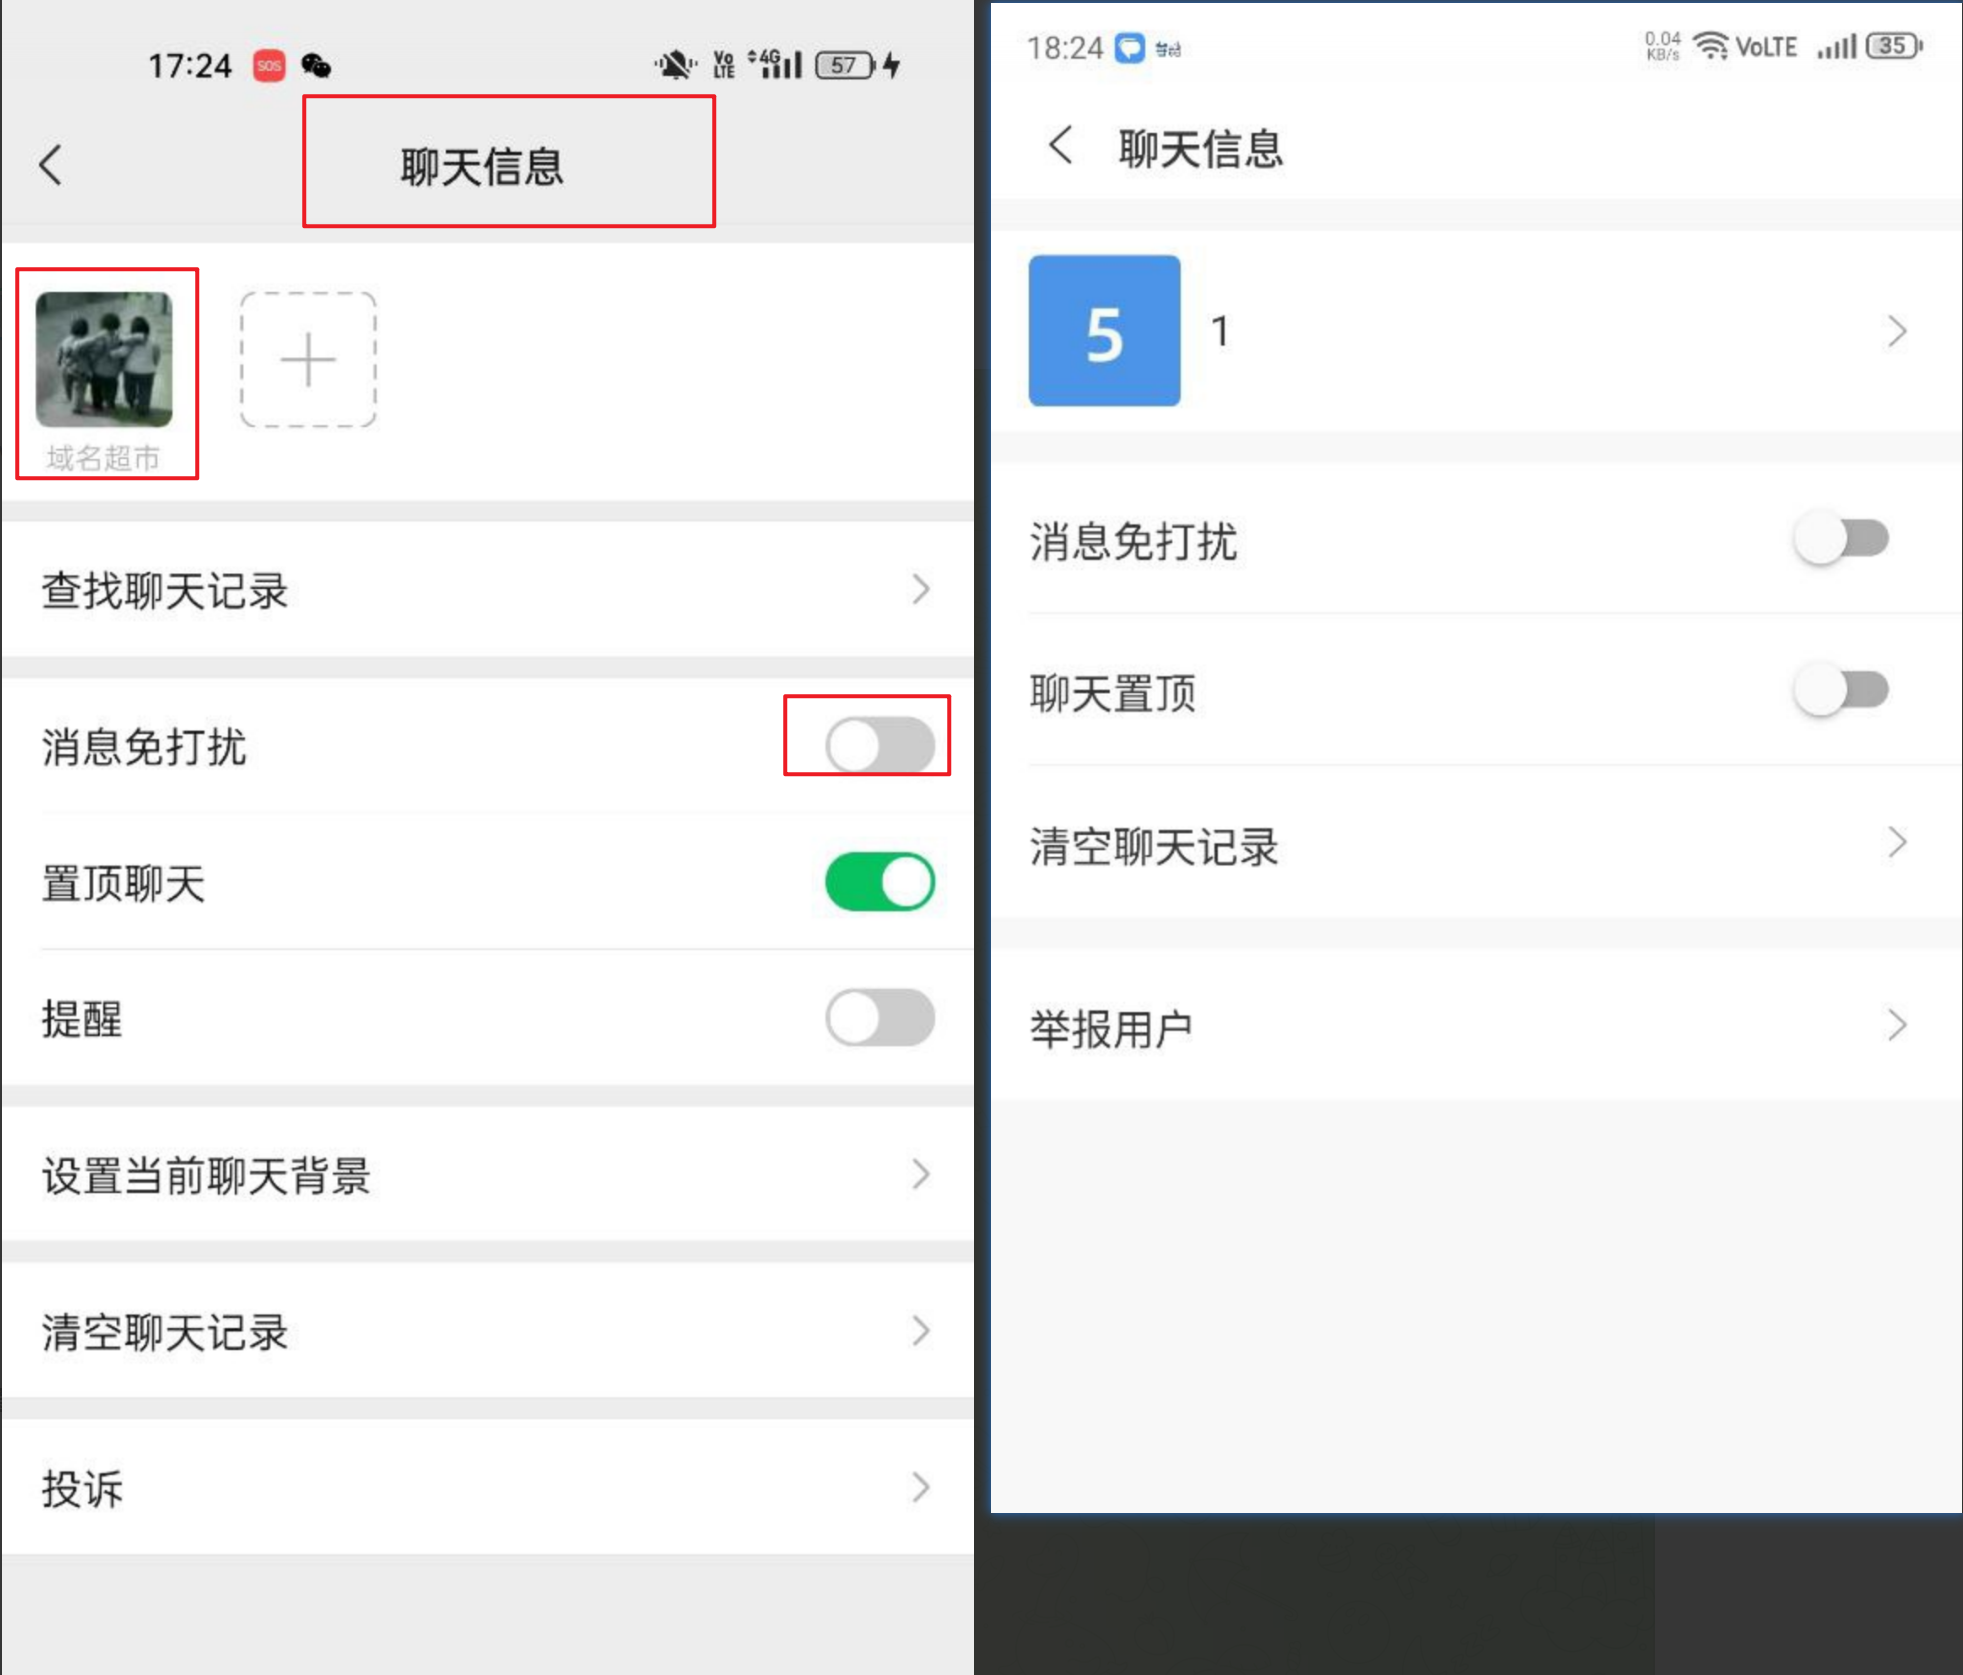 17:24 SOS
Vo LTE 4G 57
聊天信息
域名超市
查找聊天记录
消息免打扰
置顶聊天
提醒
设置当前聊天背景
清空聊天记录
投诉
18:24
0.04 KB/s VoLTE 35
聊天信息
5
1
消息免打扰
聊天置顶
清空聊天记录
举报用户